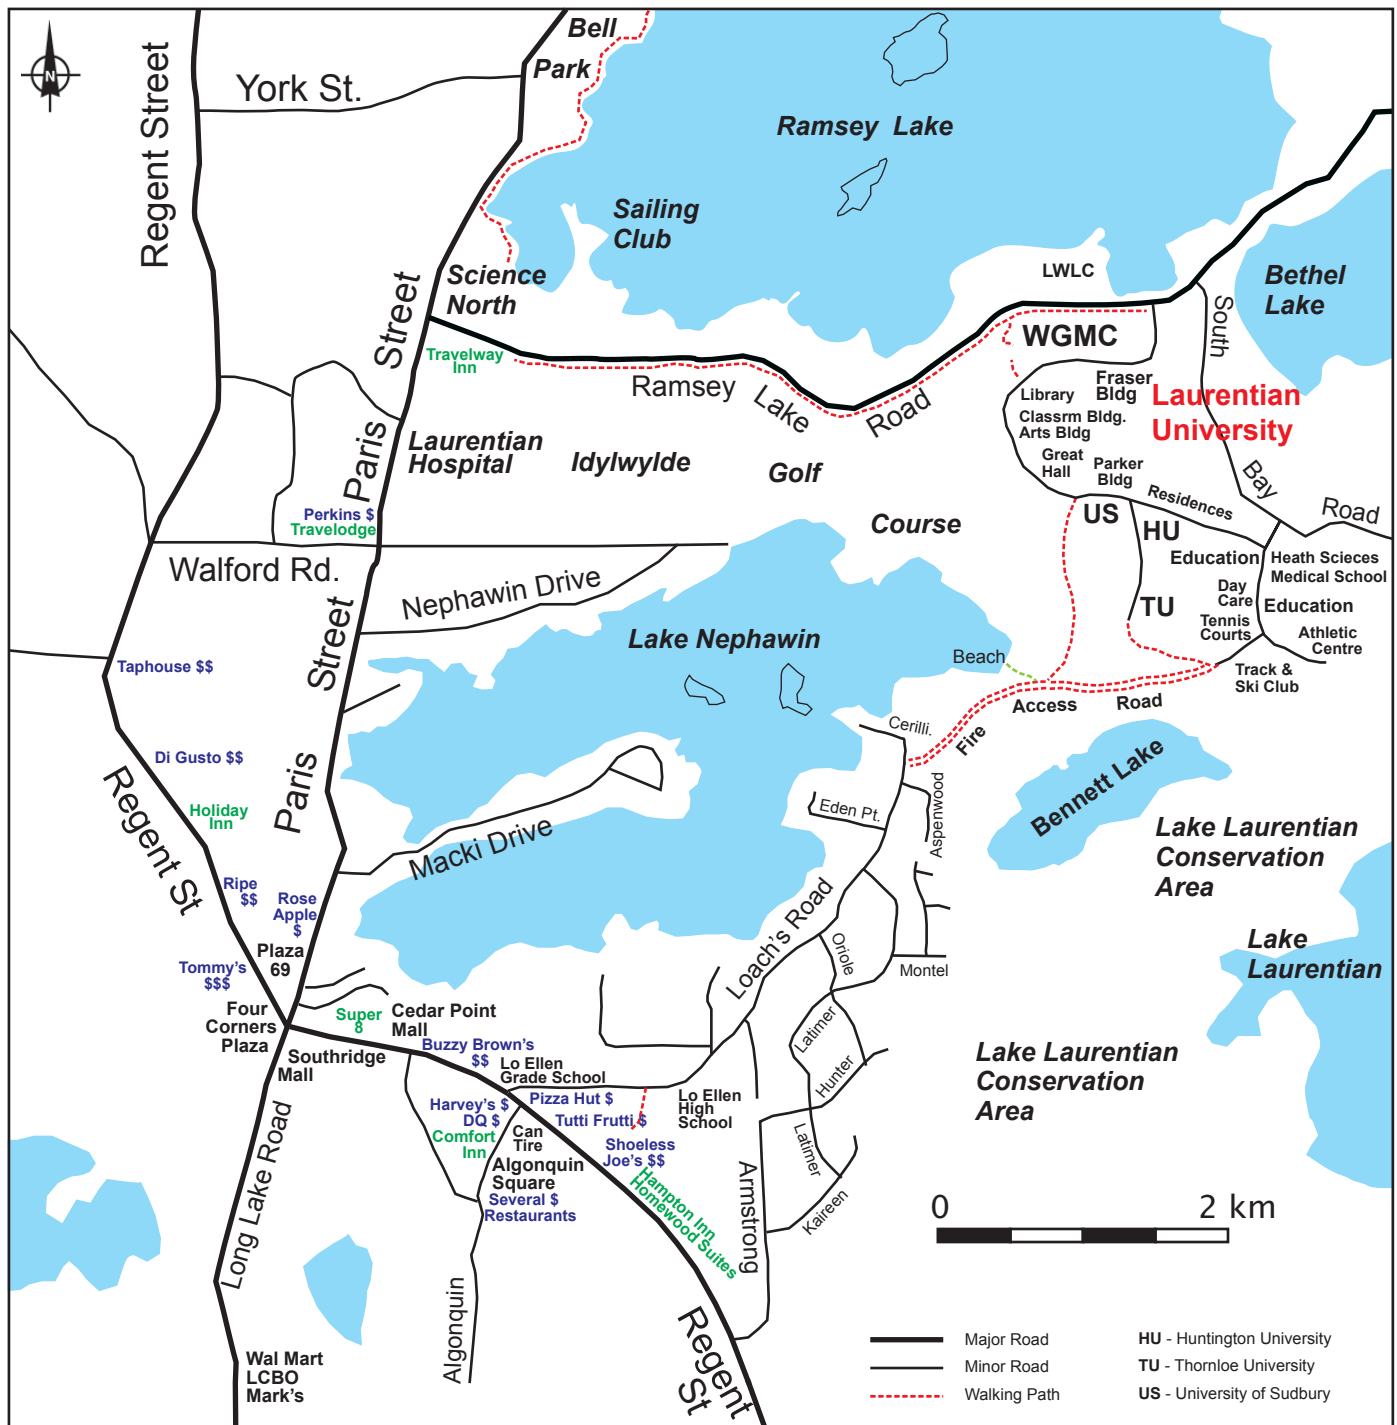 Bell
Park
N
York St.
Regent Street
Ramsey Lake
Sailing
Club
Science
North
LWLC
Bethel
Lake
South
Bay
Road
WGMC
Travelway
Inn
Paris
Street
Ramsey
Lake
Road
Fraser
Bldg
Library
Laurentian
University
Classrm Bldg.
Arts Bldg
Great
Hall
Parker
Bldg
Residences
Laurentian
Hospital
Idylwylde
Golf
Course
Perkins $
Travelodge
US
HU
TU
Walford Rd.
Nephawin Drive
Education
Heath Scieces
Medical School
Day
Care
Education
Tennis
Courts
Athletic
Centre
Track &
Ski Club
Lake Nephawin
Beach
Fire
Access
Road
Paris
Street
Taphouse $$
Di Gusto $$
Holiday
Inn
Regent St
Cerilli.
Eden Pt.
Aspenwood
Bennett Lake
Macki Drive
Lake Laurentian
Conservation
Area
Ripe
$$
Rose
Apple
$
Plaza
69
Tommy's
$$$
Loach's Road
Oriole
Montel
Lake
Laurentian
Four
Corners
Plaza
Super
8
Cedar Point
Mall
Southridge
Mall
Buzzy Brown's
$$
Lo Ellen
Grade School
Latimer
Hunter
Lake Laurentian
Conservation
Area
Harvey's $
DQ $
Comfort
Inn
Pizza Hut $
Tutti Frutti $
Lo Ellen
High
School
Can
Tire
Shoeless
Joe's $$
Algonquin
Square
Several $
Restaurants
Hampton Inn
Homewood Suites
Armstrong
Latimer
Kaireen
Long Lake Road
Algonquin
Regent
St
Wal Mart
LCBO
Mark's
0 2 km
Major Road
Minor Road
Walking Path
HU - Huntington University
TU - Thornloe University
US - University of Sudbury